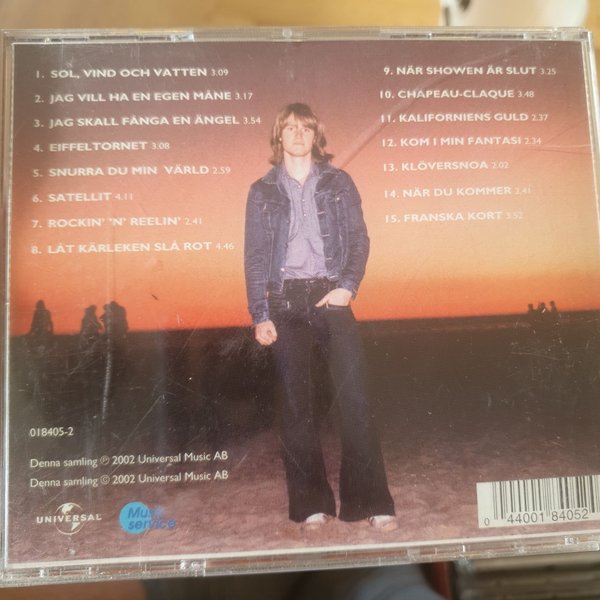 1. SOL, VIND OCH VATTEN 3.09
2. JAG VILL HA EN EGEN MÅNE 3.17
3. JAG SKALL FÅNGA EN ÄNGEL 3.54
4. EIFFELTORNET 3.08
5. SNURRA DU MIN VÄRLD 2.59
6. SATELLIT 4.11
7. ROCKIN' 'N' REELIN' 2.41
8. LÅT KÄRLEKEN SLÅ ROT 4.46
9. NÄR SHOWEN ÄR SLUT 3.25
10. CHAPEAU-CLAQUE 3.48
11. KALIFORNIENS GULD 2.37
12. KOM I MIN FANTASI 2.34
13. KLÖVERSNOA 2.02
14. NÄR DU KOMMER 2.41
15. FRANSKA KORT 3.52
018405-2
Denna samling ℗ 2002 Universal Music AB
Denna samling © 2002 Universal Music AB
UNIVERSAL
Music
service
0 44001 84052